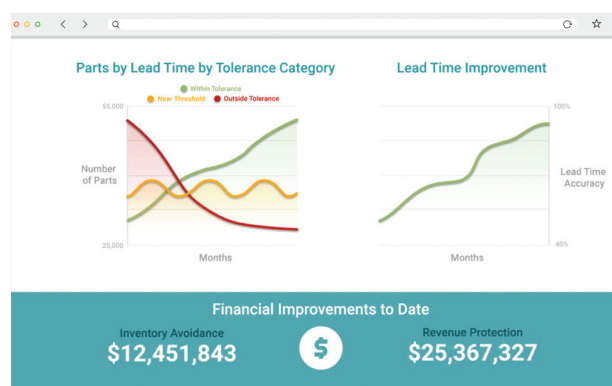 Parts by Lead Time by Tolerance Category
Within Tolerance
Near Threshold Outside Tolerance
55,000
Number
of Parts
20,000
Months
Lead Time Improvement
100%
Lead Time
Accuracy
40%
Months
Financial Improvements to Date
Inventory Avoidance
$12,451,843
$
Revenue Protection
$25,367,327